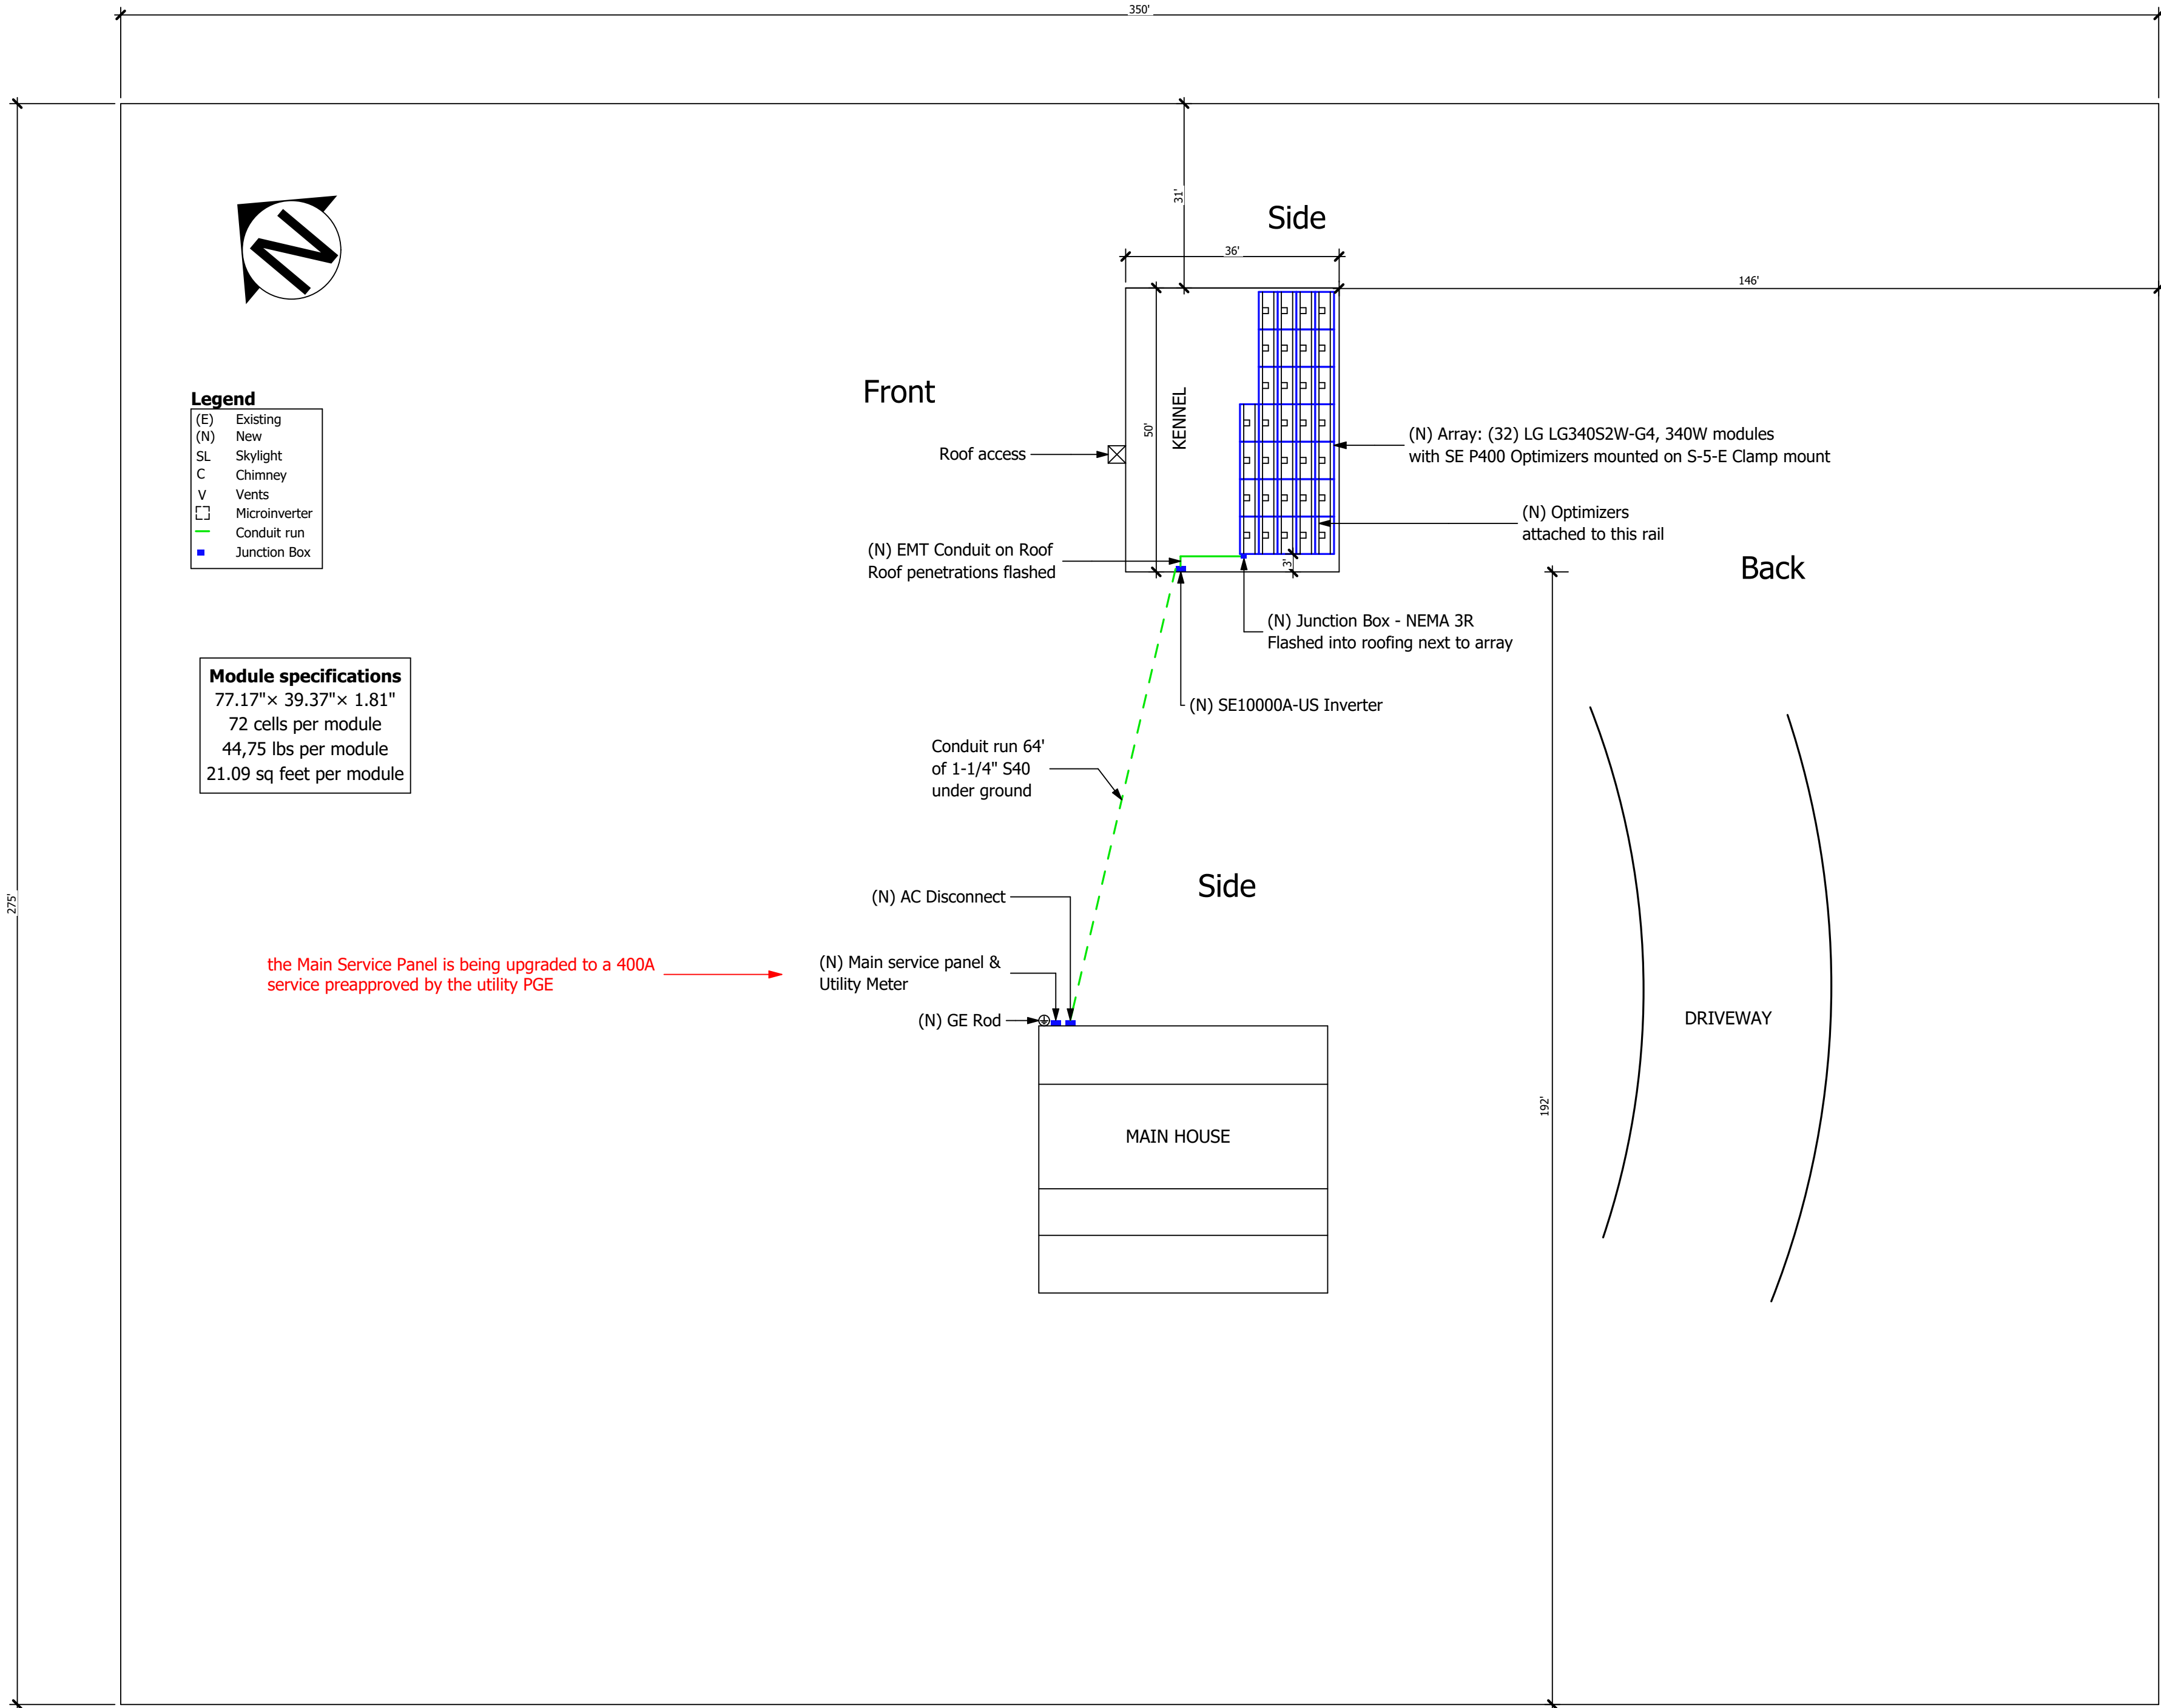 350'
31'
Side
36'
146'
N
Front
Legend
(E) Existing
(N) New
SL Skylight
C Chimney
V Vents
Microinverter
Conduit run
Junction Box
50'
KENNEL
Roof access
(N) Array: (32) LG LG340S2W-G4, 340W modules
with SE P400 Optimizers mounted on S-5-E Clamp mount
(N) Optimizers
attached to this rail
(N) EMT Conduit on Roof
Roof penetrations flashed
3'
Back
(N) Junction Box - NEMA 3R
Flashed into roofing next to array
Module specifications
77.17"× 39.37"× 1.81"
72 cells per module
44,75 lbs per module
21.09 sq feet per module
(N) SE10000A-US Inverter
Conduit run 64'
of 1-1/4" S40
under ground
Side
275'
(N) AC Disconnect
the Main Service Panel is being upgraded to a 400A
service preapproved by the utility PGE
(N) Main service panel &
Utility Meter
(N) GE Rod
DRIVEWAY
192'
MAIN HOUSE